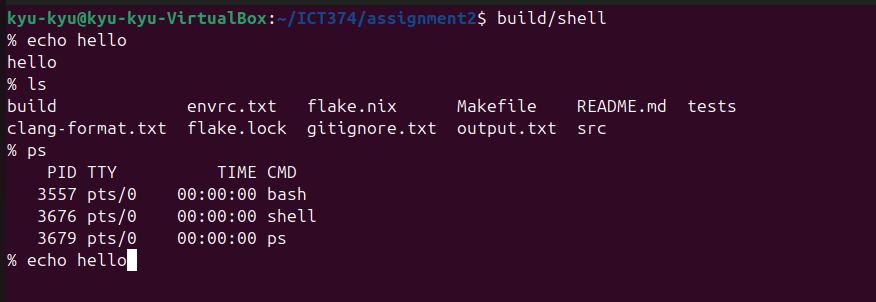 kyu-kyu@kyu-kyu-VirtualBox:~/ICT374/assignment2$ build/shell
% echo hello
hello
% ls
build             envrc.txt   flake.nix      Makefile    README.md  tests
clang-format.txt  flake.lock  gitignore.txt  output.txt  src
% ps
    PID TTY          TIME CMD
   3557 pts/0    00:00:00 bash
   3676 pts/0    00:00:00 shell
   3679 pts/0    00:00:00 ps
% echo hello